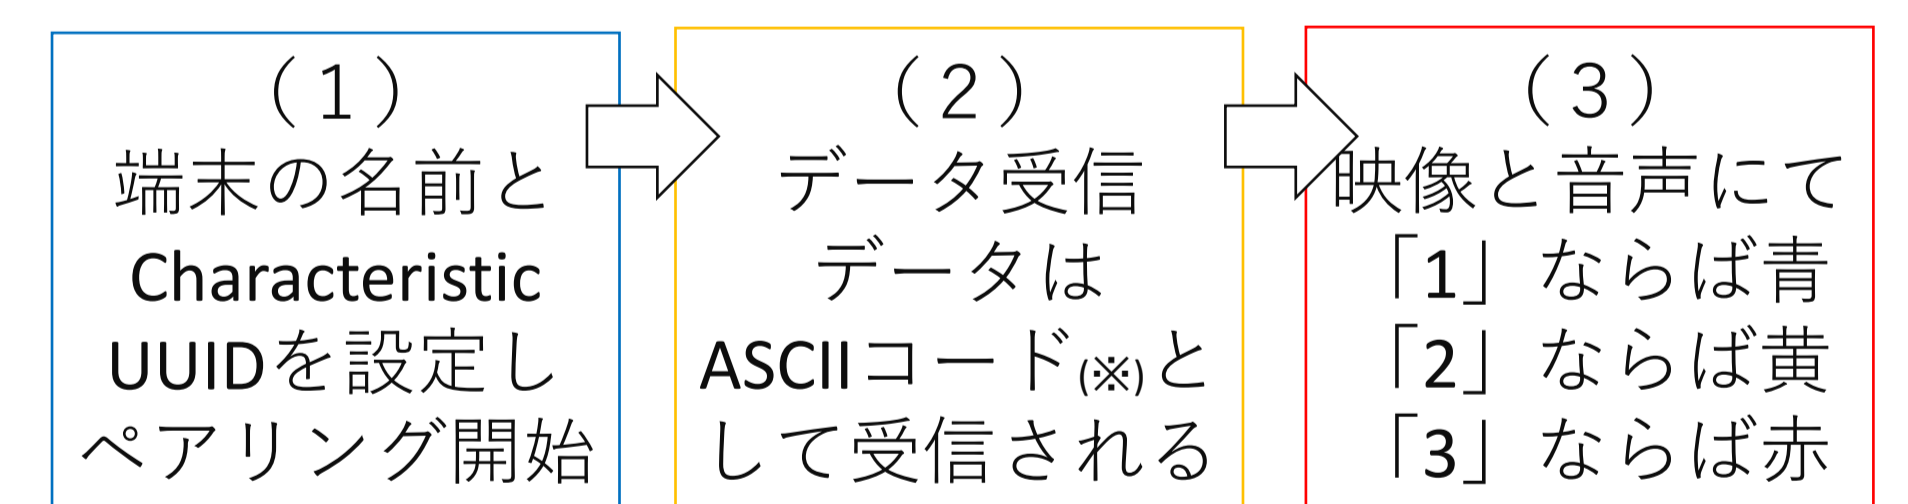 （１）
端末の名前と
Characteristic
UUIDを設定し
ペアリング開始
（２）
データ受信
データは
ASCIIコード(※)と
して受信される
（３）
映像と音声にて
「1」ならば青
「2」ならば黄
「3」ならば赤